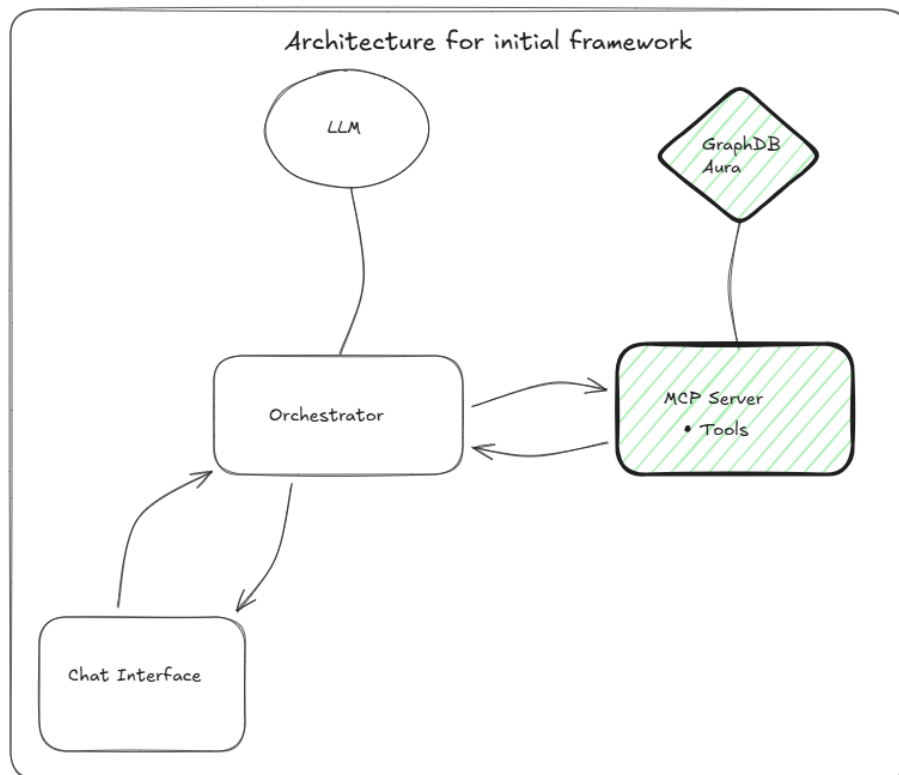 Architecture for initial framework
LLM
GraphDB
Aura
Orchestrator
MCP Server
• Tools
Chat Interface